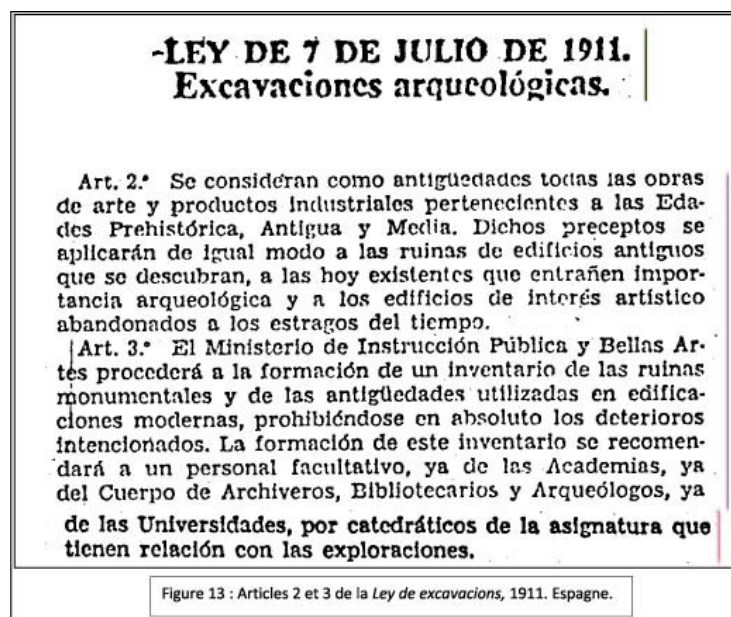 -LEY DE 7 DE JULIO DE 1911.
Excavaciones arqueológicas.
Art. 2.º Se consideran como antigüedades todas las obras
de arte y productos industriales pertenecientes a las Eda-
des Prehistórica, Antigua y Media. Dichos preceptos se
aplicarán de igual modo a las ruinas de edificios antiguos
que se descubran, a las hoy existentes que entrañen impor-
tancia arqueológica y a los edificios de interés artístico
abandonados a los estragos del tiempo.
Art. 3.º El Ministerio de Instrucción Pública y Bellas Ar-
tes procederá a la formación de un inventario de las ruinas
monumentales y de las antigüedades utilizadas en edifica-
ciones modernas, prohibiéndose en absoluto los deterioros
intencionados. La formación de este inventario se recomen-
dará a un personal facultativo, ya de las Academias, ya
del Cuerpo de Archiveros, Bibliotecarios y Arqueólogos, ya
de las Universidades, por catedráticos de la asignatura que
tienen relación con las exploraciones.
Figure 13 : Articles 2 et 3 de la Ley de excavacions, 1911. Espagne.